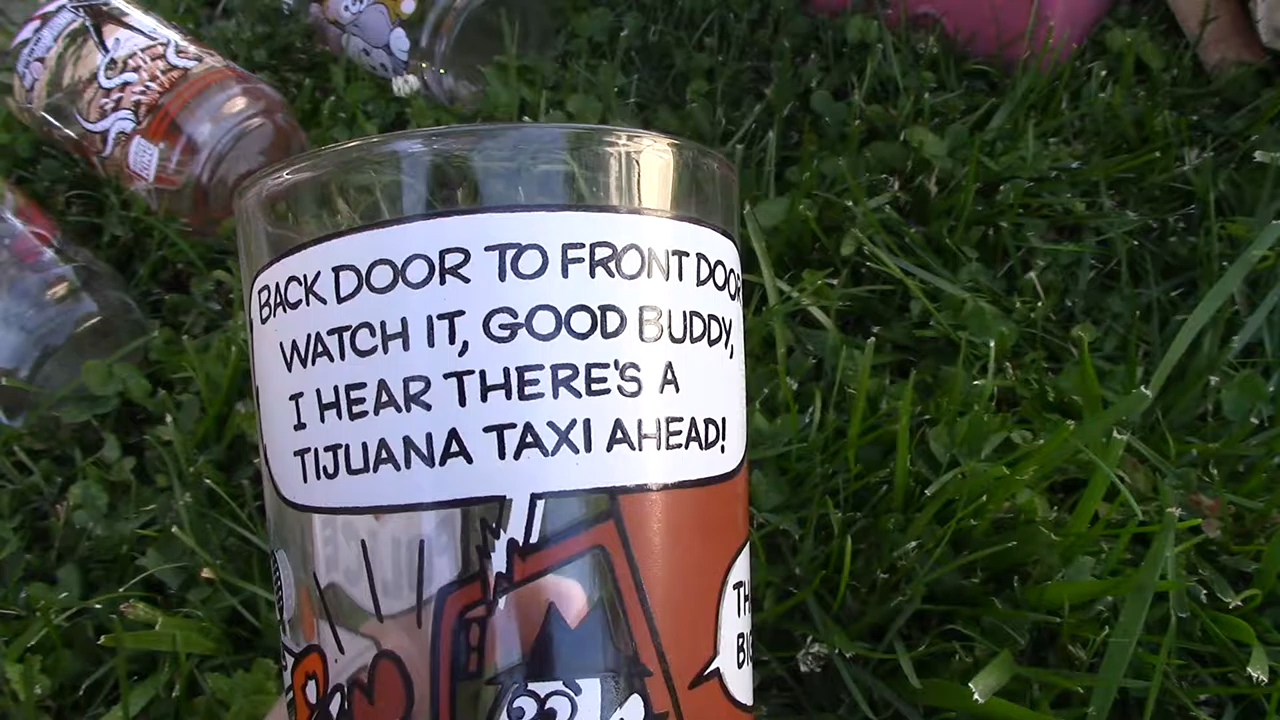 BACK DOOR TO FRONT DOOR
WATCH IT, GOOD BUDDY,
I HEAR THERE'S A
TIJUANA TAXI AHEAD!